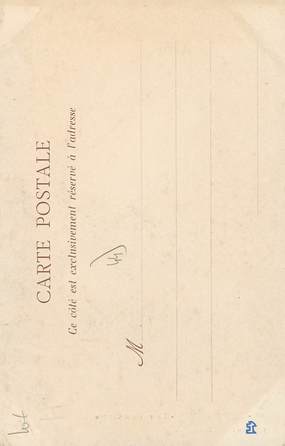 CARTE POSTALE
Ce côté est exclusivement réservé à l'adresse
M